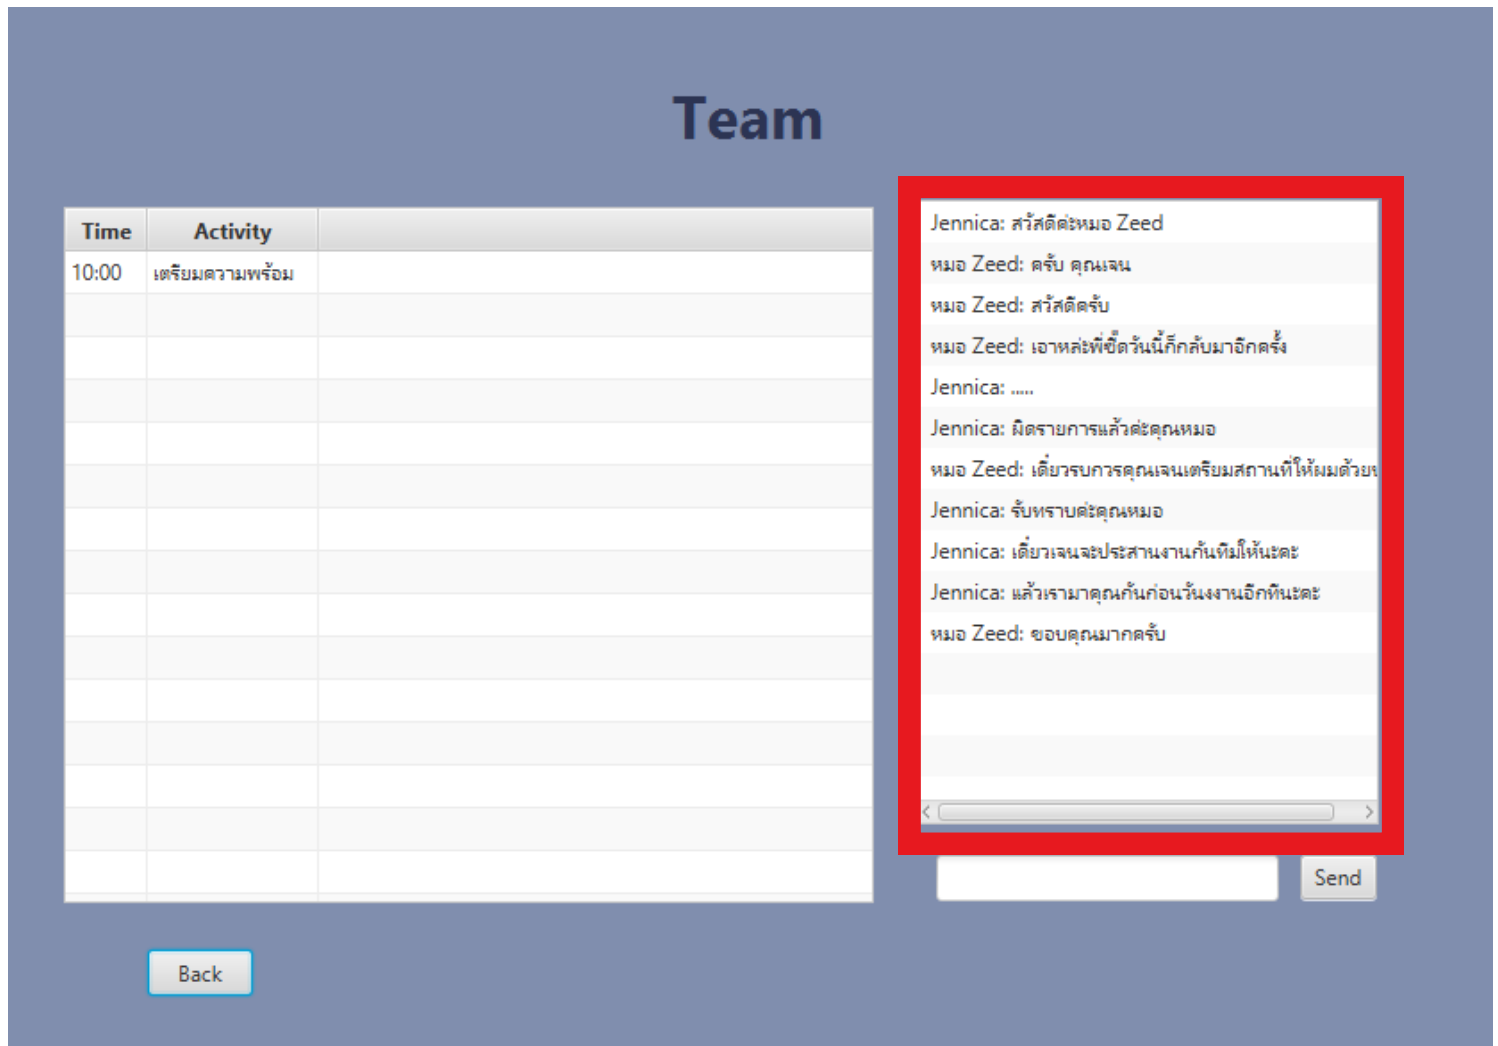 Team
Time Activity
10:00 เตรียมความพร้อม
Jennica: สวัสดีค่ะหมอ Zeed
หมอ Zeed: ครับ คุณเจน
หมอ Zeed: สวัสดีครับ
หมอ Zeed: เอาหล่ะพี่ซี๊ดวันนี้ก็กลับมาอีกครั้ง
Jennica: .....
Jennica: ผิดรายการแล้วค่ะคุณหมอ
หมอ Zeed: เดี๋ยวรบกวรคุณเจนเตรียมสถานที่ให้ผมด้วย
Jennica: รับทราบค่ะคุณหมอ
Jennica: เดี๋ยวเจนจะประสานงานกันทีมให้นะคะ
Jennica: แล้วเรามาคุณกันก่อนวันงงานอีกทีนะคะ
หมอ Zeed: ขอบคุณมากครับ
Send
Back